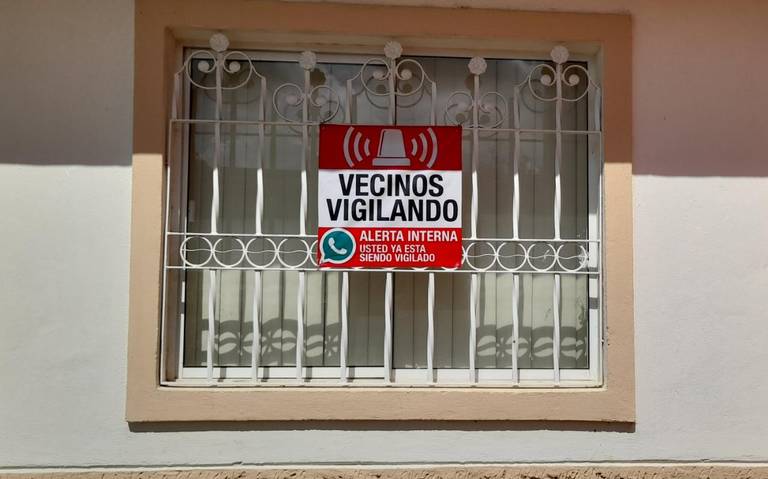 VECINOS
VIGILANDO
ALERTA INTERNA
USTED YA ESTA
SIENDO VIGILADO